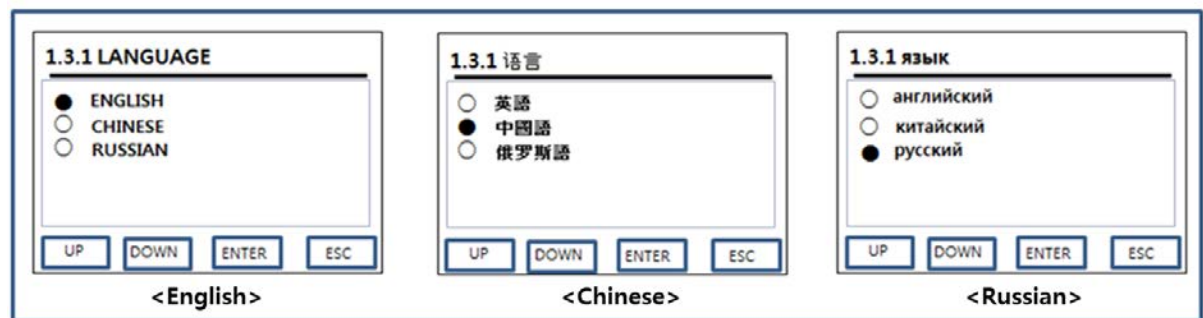 1.3.1 LANGUAGE
ENGLISH
CHINESE
RUSSIAN
UP DOWN ENTER ESC
<English>
1.3.1 语言
英語
中國語
俄罗斯語
UP DOWN ENTER ESC
<Chinese>
1.3.1 язык
английский
китайский
русский
UP DOWN ENTER ESC
<Russian>